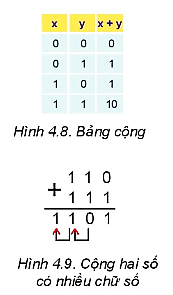 x y x + y
0 0 0
0 1 1
1 0 1
1 1 10
Hình 4.8. Bảng cộng
1 1 0
+
1 1 1
1 1 0 1
Hình 4.9. Cộng hai số
có nhiều chữ số